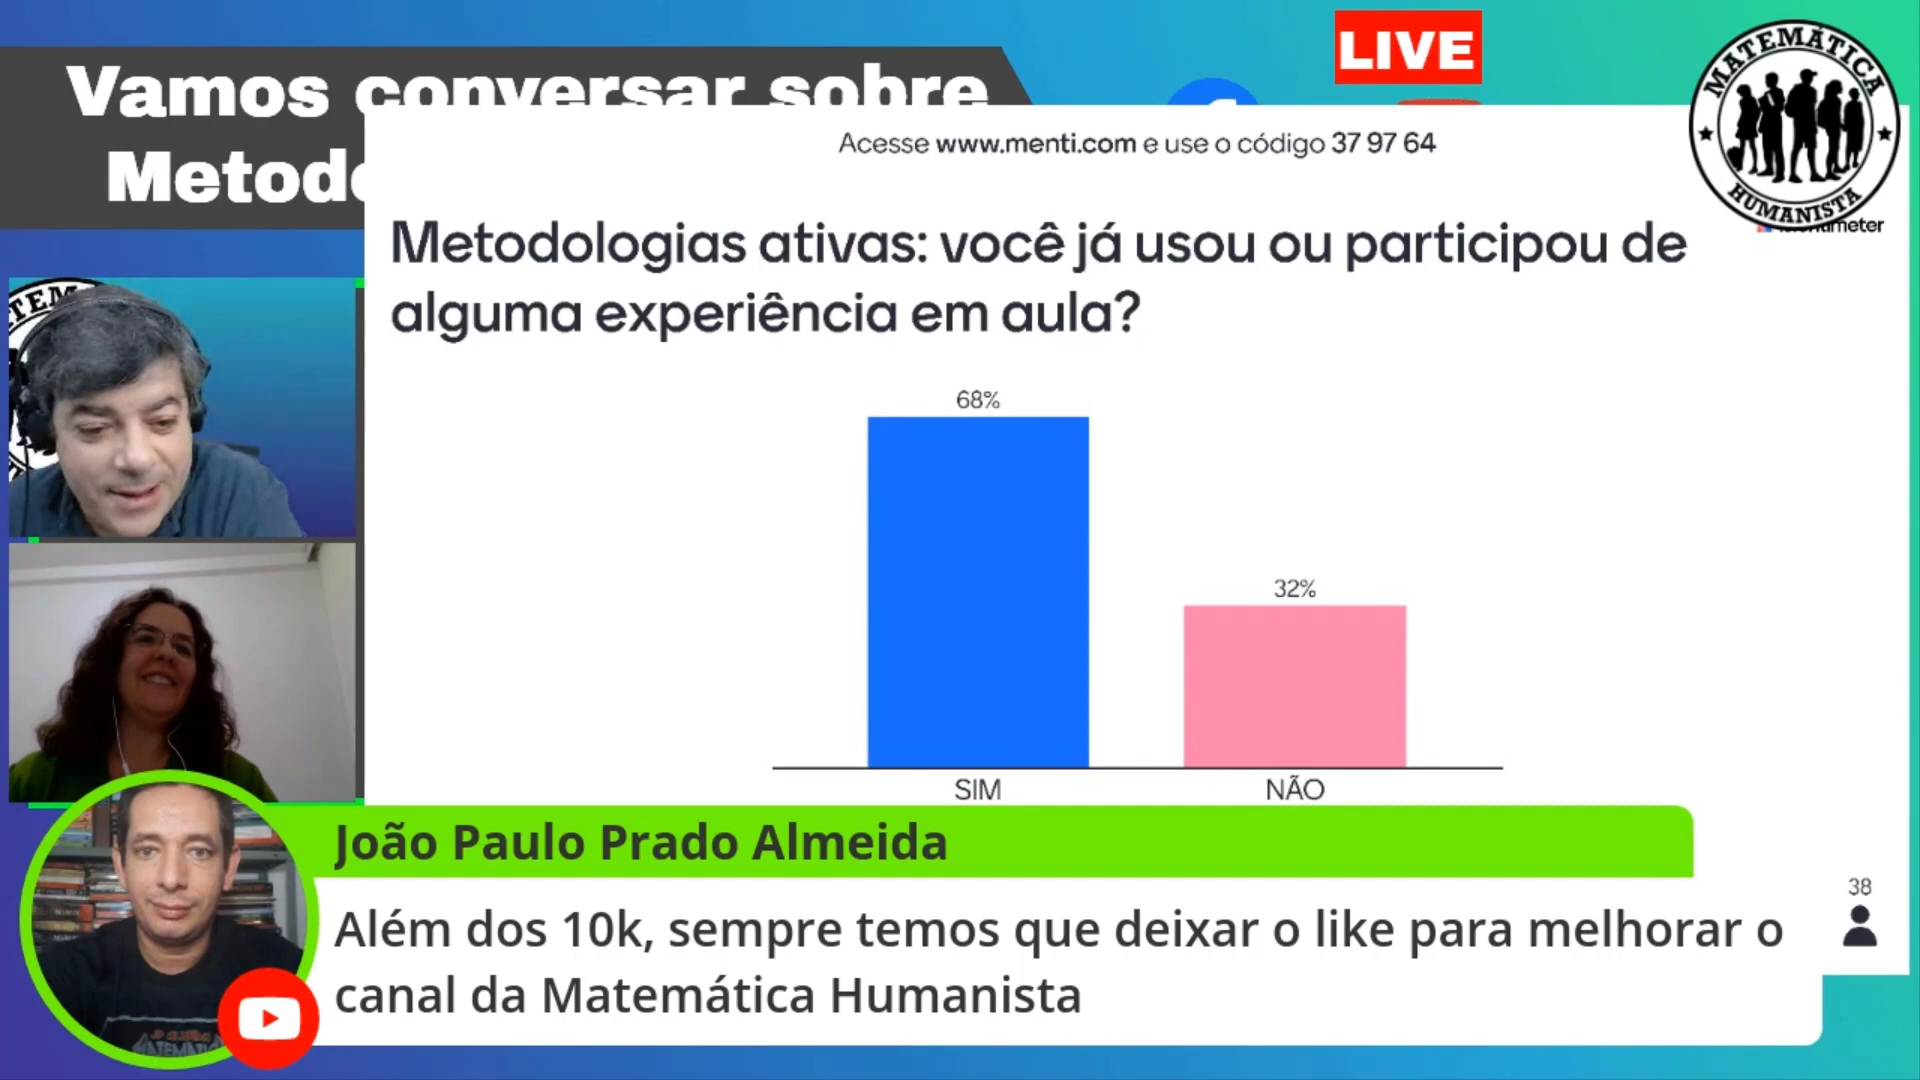 LIVE
MATEMÁTICA
HUMANISTA
Vamos conversar sobre
Acesse www.menti.com e use o código 37 97 64
Metodologias ativas: você já usou ou participou de
alguma experiência em aula?
68%
32%
SIM
NÃO
João Paulo Prado Almeida
38
Além dos 10k, sempre temos que deixar o like para melhorar o
canal da Matemática Humanista